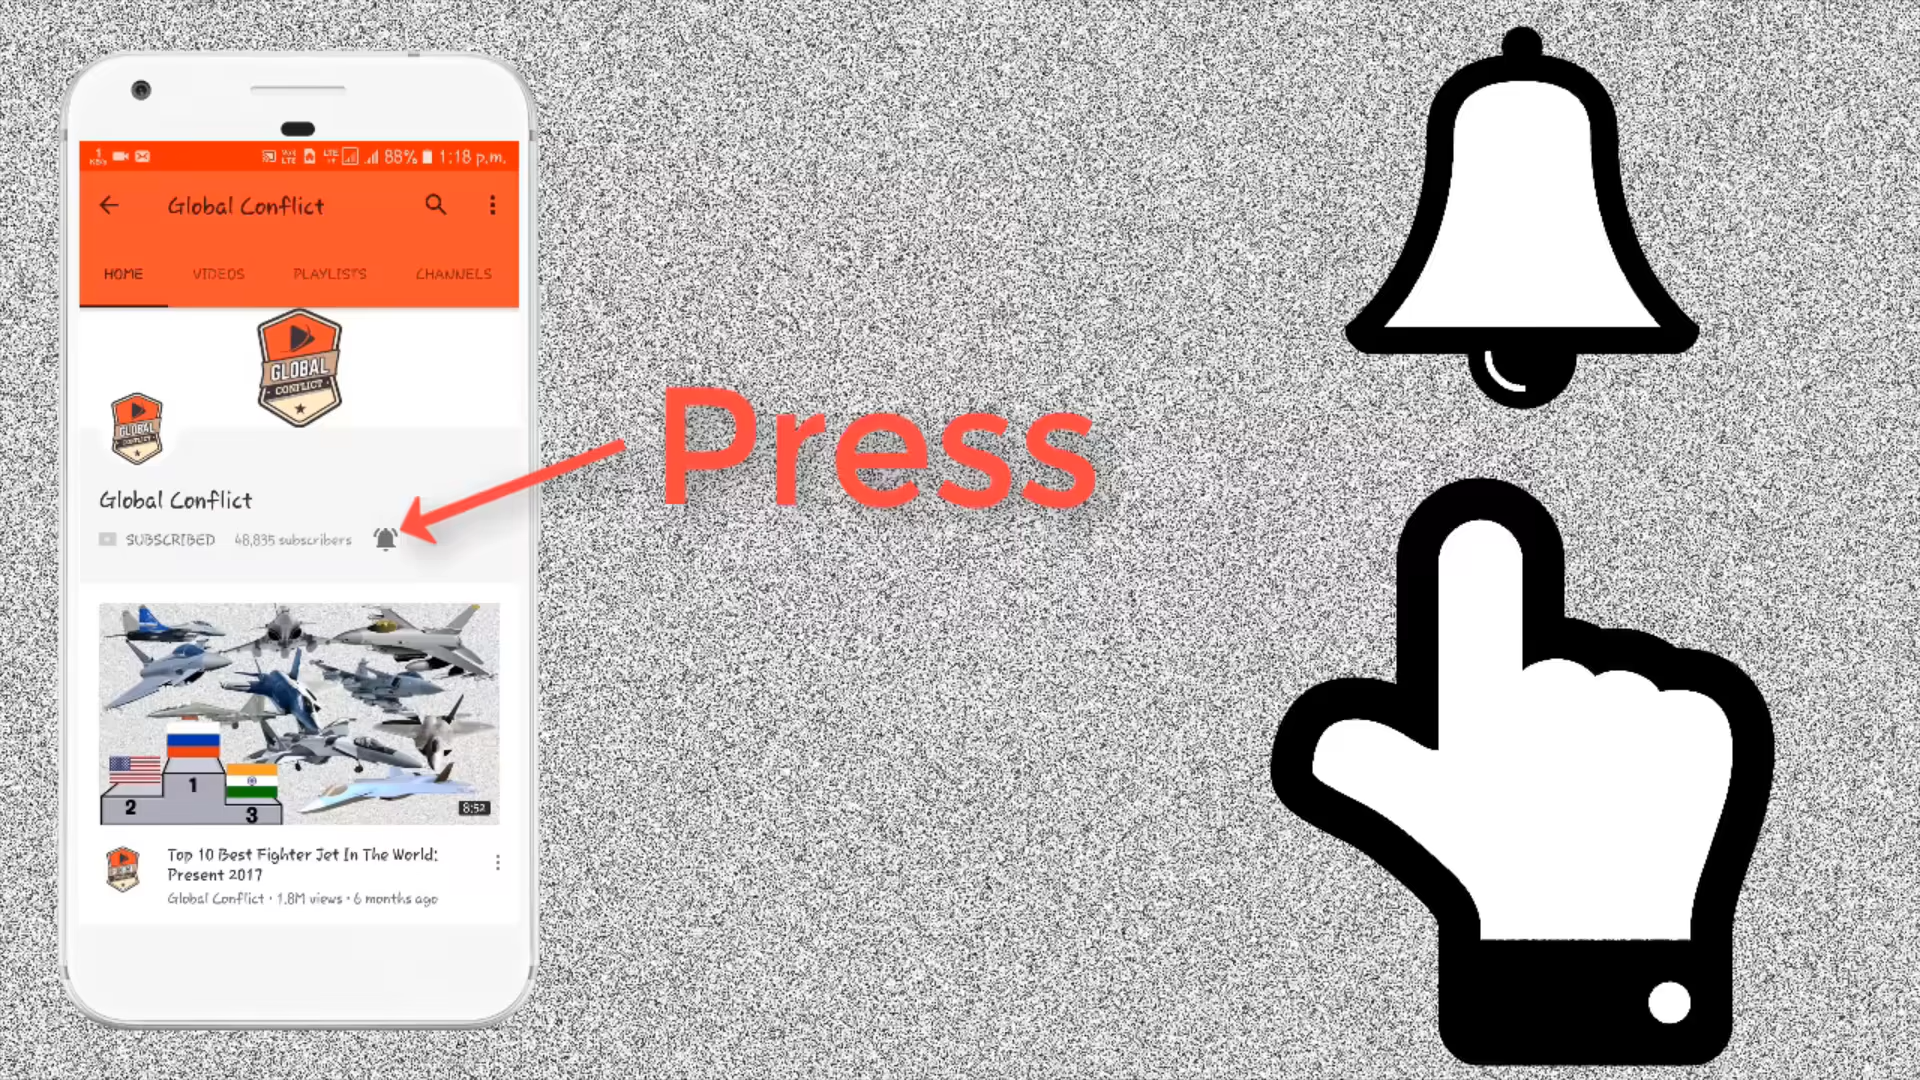 88% 1:18 p.m.
Global Conflict
HOME VIDEOS PLAYLISTS CHANNELS
GLOBAL
CONFLICT
GLOBAL
CONFLICT
Global Conflict
SUBSCRIBED 48,835 subscribers
Press
1
2
3
8:52
Top 10 Best Fighter Jet In The World:
Present 2017
Global Conflict • 1.8M views • 6 months ago